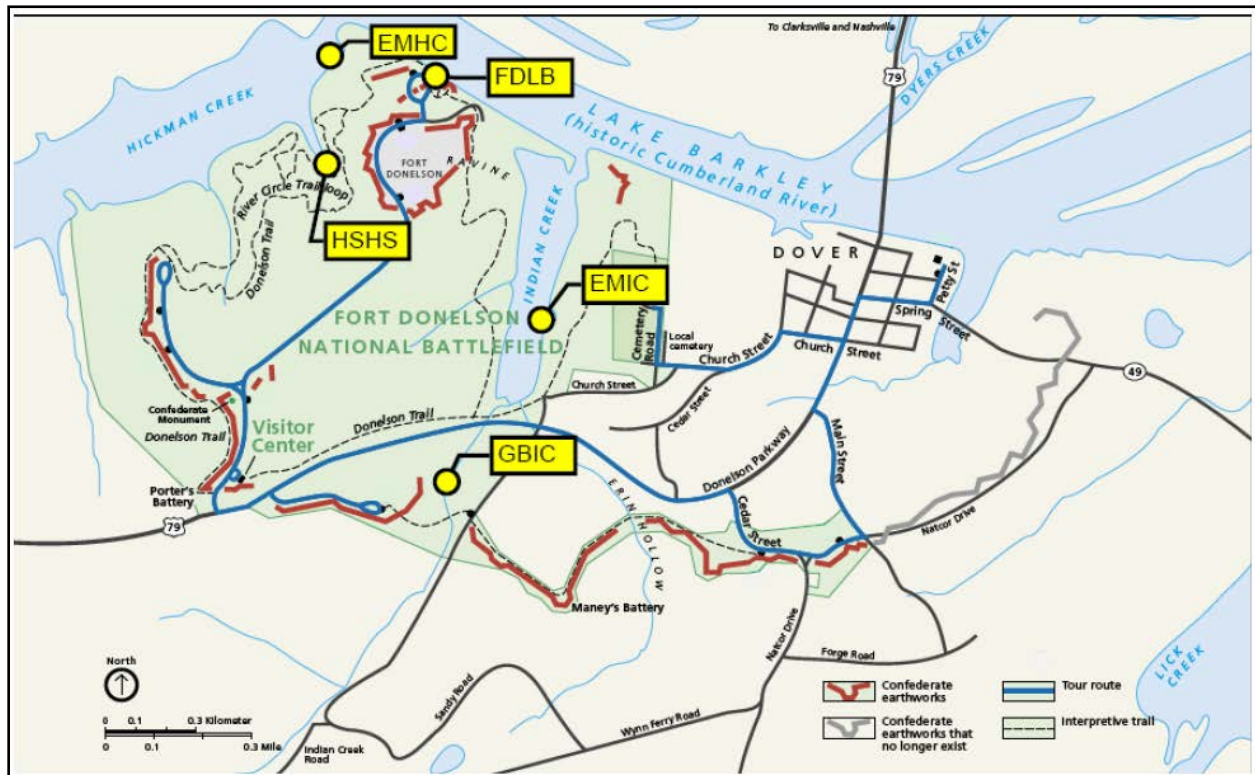 To Clarksville and Nashville
79
DYERS CREEK
EMHC
FDLB
HICKMAN CREEK
LAKE BARKLEY
(historic Cumberland River)
FORT
DONELSON
RAVINE
River Circle Trail loop
Donelson Trail
HSHS
INDIAN CREEK
EMIC
DOVER
Petty St
Spring Street
FORT DONELSON
NATIONAL BATTLEFIELD
Cemetery
Road
Local
cemetery
Church Street
Church Street
Church Street
Cedar Street
49
Confederate
Monument
Donelson Trail
Visitor
Center
Donelson Trail
Donelson Parkway
Main Street
GBIC
Porter's
Battery
79
ERIN HOLLOW
Cedar
Street
Natcor Drive
Maney's Battery
Natcor Drive
Forge Road
LICK
CREEK
North
0 0.1 0.3 Kilometer
0 0.1 0.3 Mile
Indian Creek
Road
Sandy Road
Wynn Ferry Road
Confederate
earthworks
Tour route
Confederate
earthworks that
no longer exist
Interpretive trail